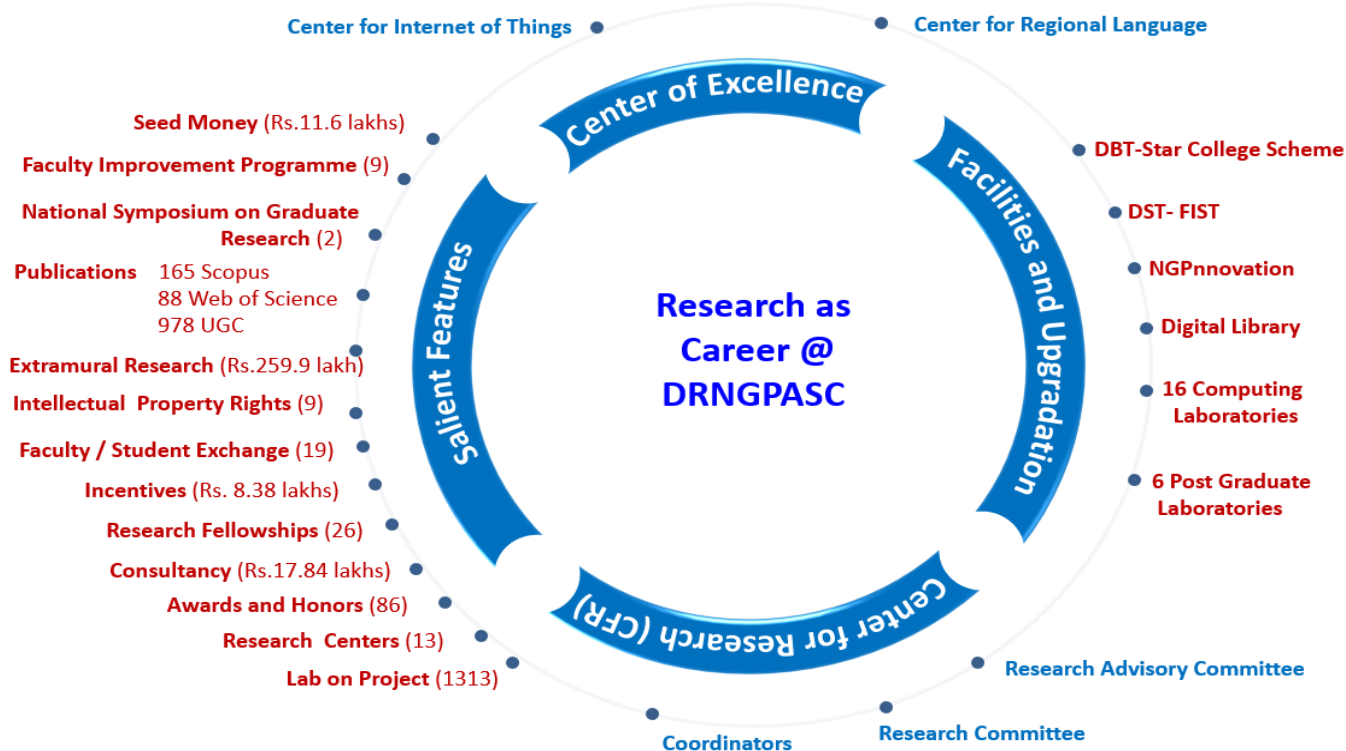 Center for Internet of Things
Center for Regional Language
Center of Excellence
Seed Money (Rs.11.6 lakhs)
Faculty Improvement Programme (9)
National Symposium on Graduate
Research (2)
Publications 165 Scopus
88 Web of Science
978 UGC
Extramural Research (Rs.259.9 lakh)
Intellectual Property Rights (9)
Faculty / Student Exchange (19)
Incentives (Rs. 8.38 lakhs)
Research Fellowships (26)
Consultancy (Rs.17.84 lakhs)
Awards and Honors (86)
Research Centers (13)
Lab on Project (1313)
Salient Features
Research as
Career @
DRNGPASC
Facilities and Upgradation
DBT-Star College Scheme
DST- FIST
NGPnnovation
Digital Library
16 Computing
Laboratories
6 Post Graduate
Laboratories
Center for Research (CFR)
Research Advisory Committee
Research Committee
Coordinators